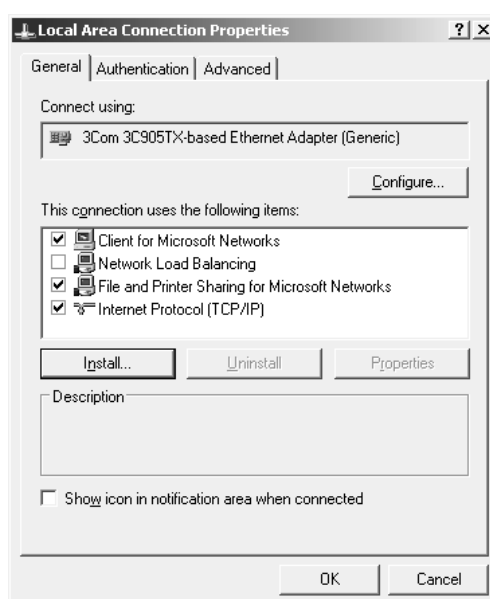 Local Area Connection Properties ? X
General Authentication Advanced
Connect using:
3Com 3C905TX-based Ethernet Adapter (Generic)
Configure...
This connection uses the following items:
Client for Microsoft Networks
Network Load Balancing
File and Printer Sharing for Microsoft Networks
Internet Protocol (TCP/IP)
Install... Uninstall Properties
Description
Show icon in notification area when connected
OK Cancel